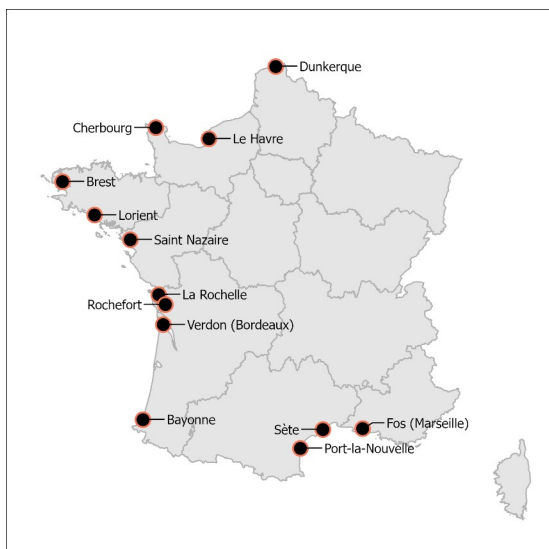 Dunkerque
Cherbourg
Le Havre
Brest
Lorient
Saint Nazaire
La Rochelle
Rochefort
Verdon (Bordeaux)
Bayonne
Sète
Fos (Marseille)
Port-la-Nouvelle